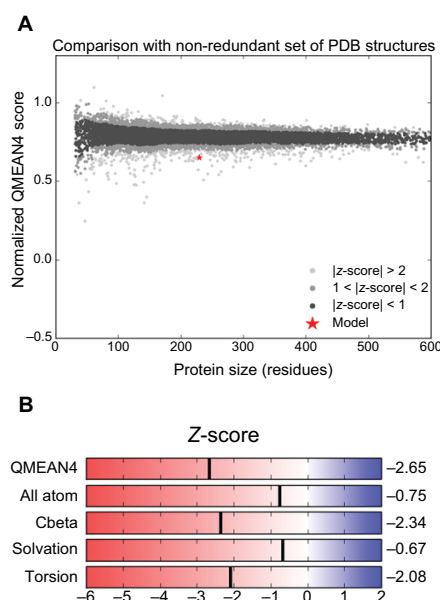 A
Comparison with non-redundant set of PDB structures
Normalized QMEAN4 score
1.0
0.5
0.0
–0.5
|z-score| > 2
1 < |z-score| < 2
|z-score| < 1
Model
0 100 200 300 400 500 600
Protein size (residues)
B
Z-score
QMEAN4 –2.65
All atom –0.75
Cbeta –2.34
Solvation –0.67
Torsion –2.08
–6 –5 –4 –3 –2 –1 0 1 2